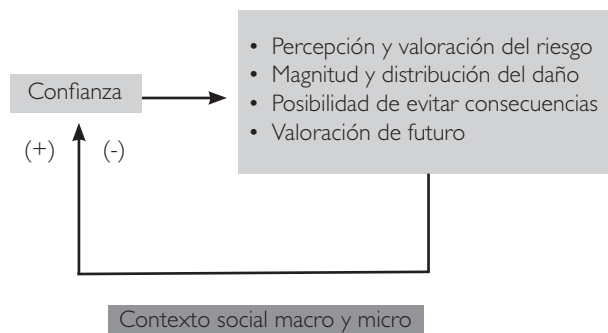 • Percepción y valoración del riesgo
• Magnitud y distribución del daño
• Posibilidad de evitar consecuencias
• Valoración de futuro
Confianza
(+) (-)
Contexto social macro y micro